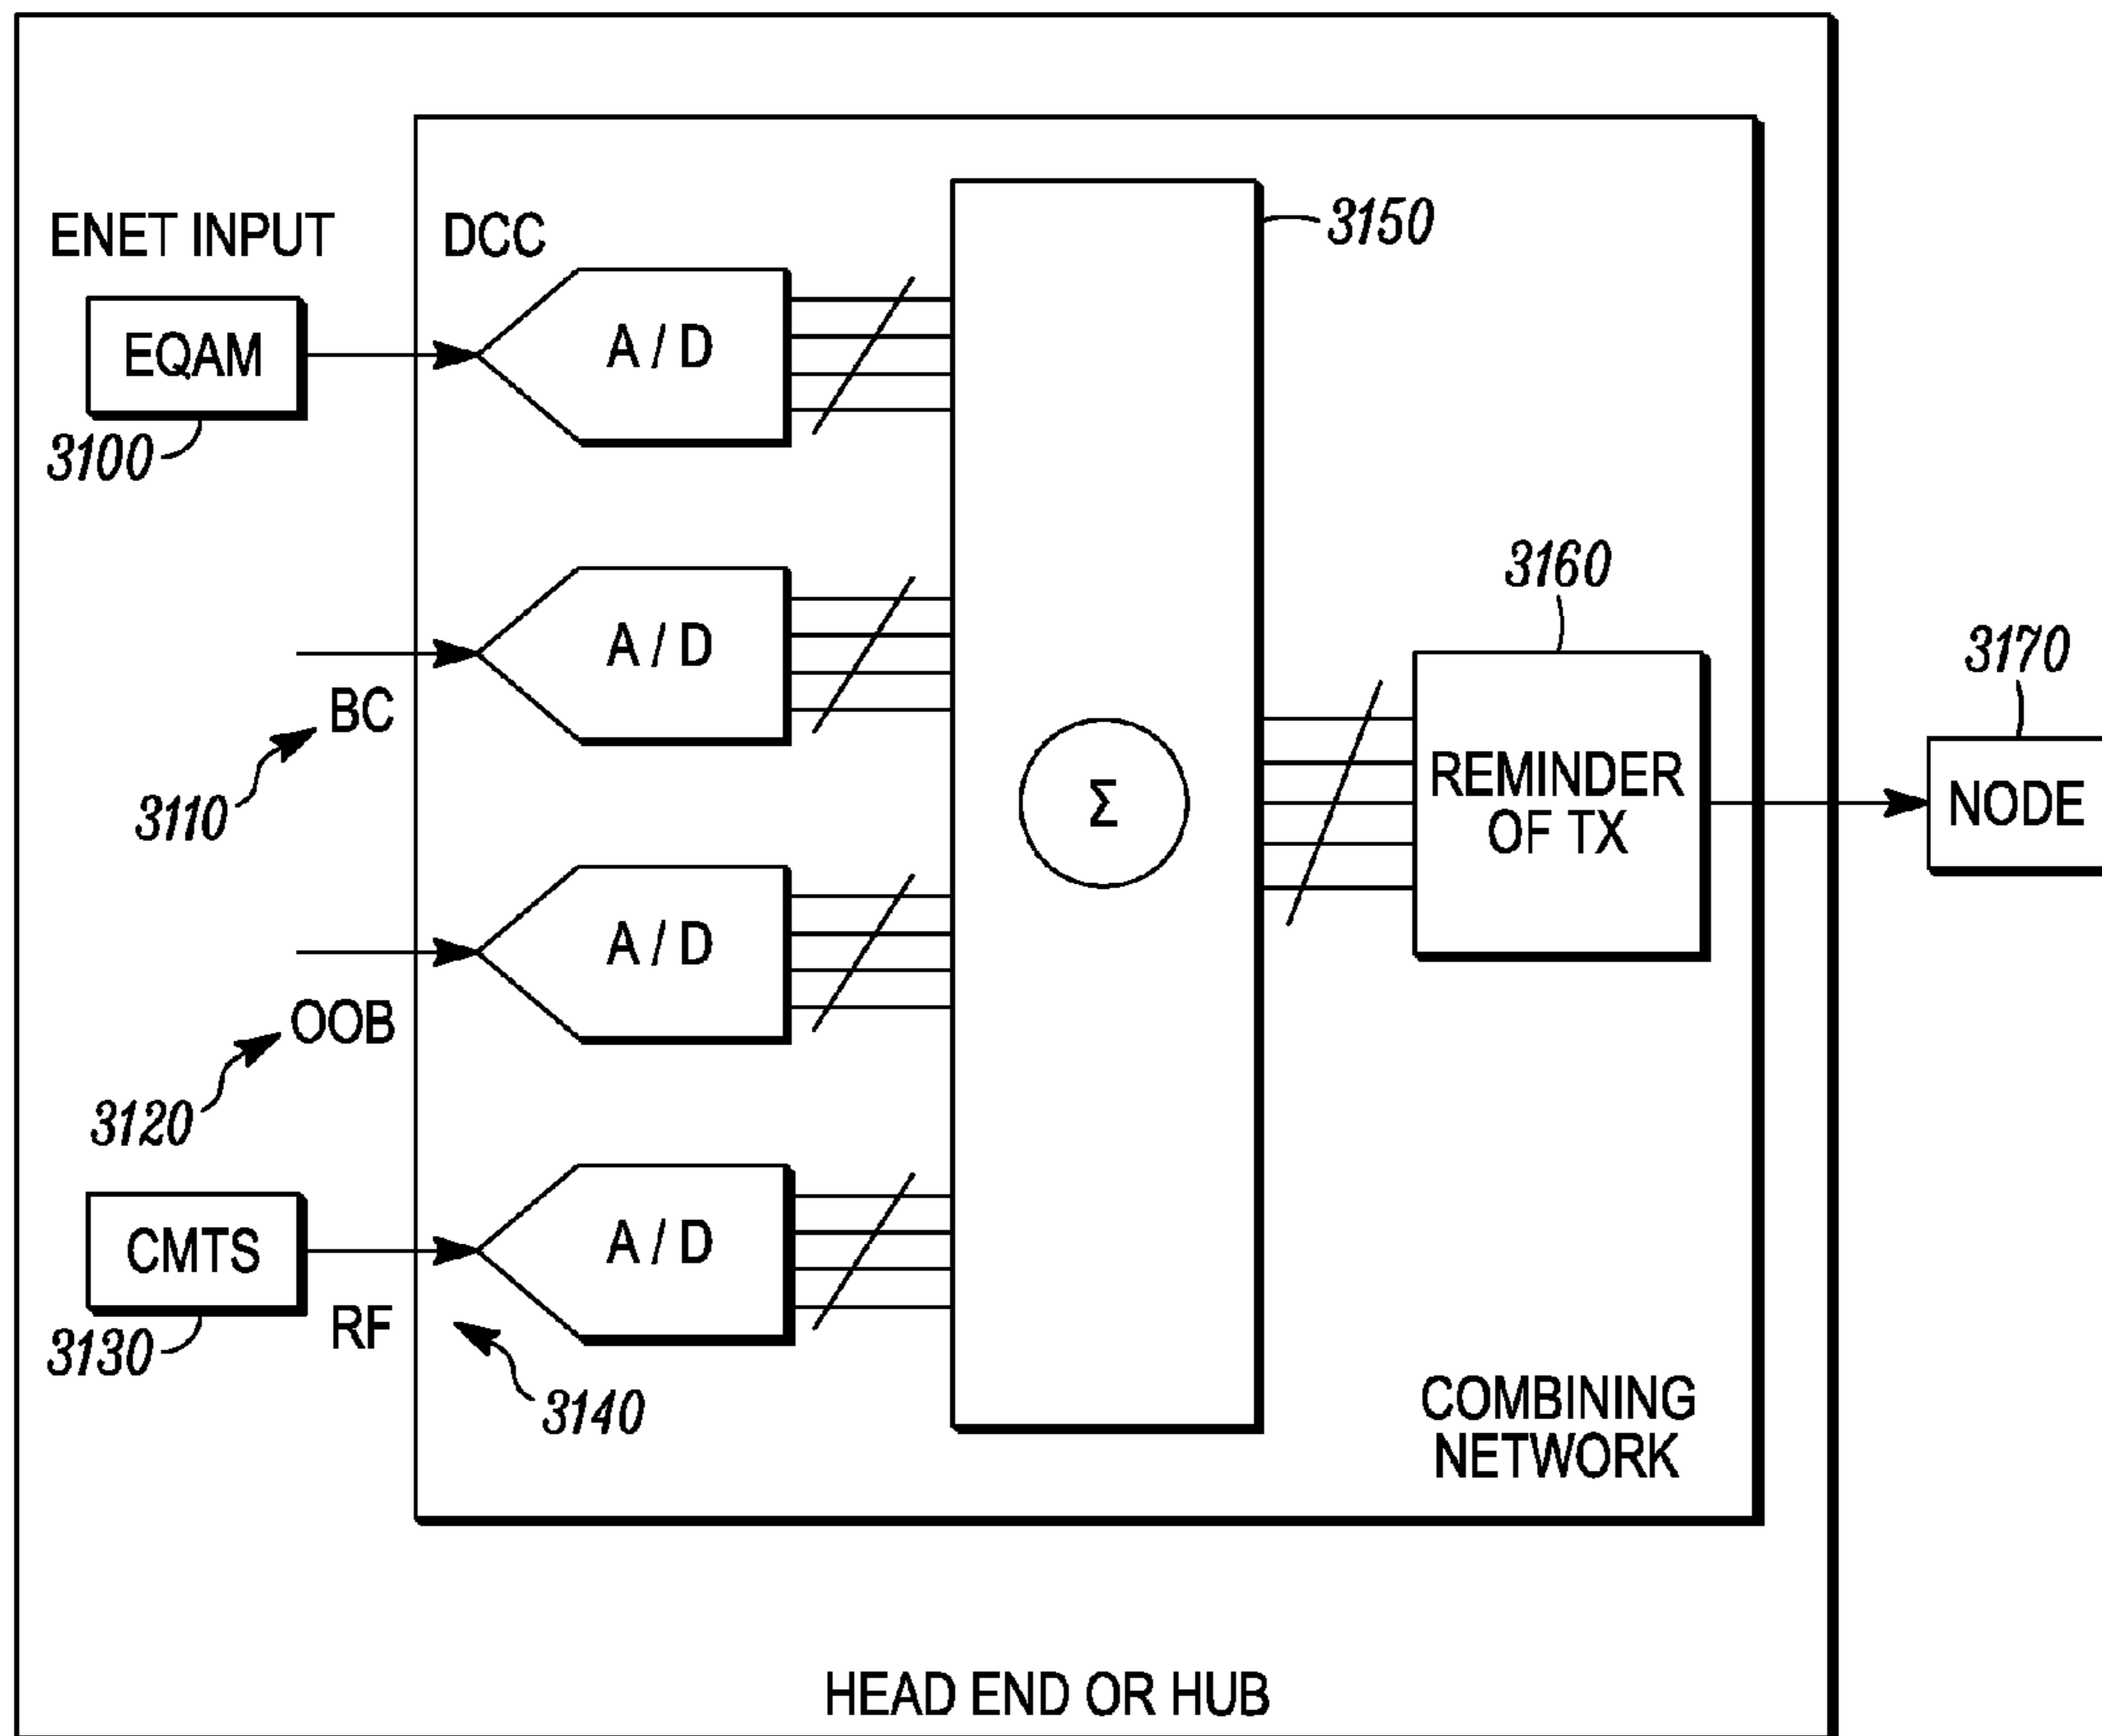 ENET INPUT
DCC
3150
EQAM
A / D
3100
3160
3170
BC
A / D
3110
Σ
REMINDER
OF TX
NODE
OOB
A / D
3120
CMTS
A / D
3130
RF
3140
COMBINING
NETWORK
HEAD END OR HUB